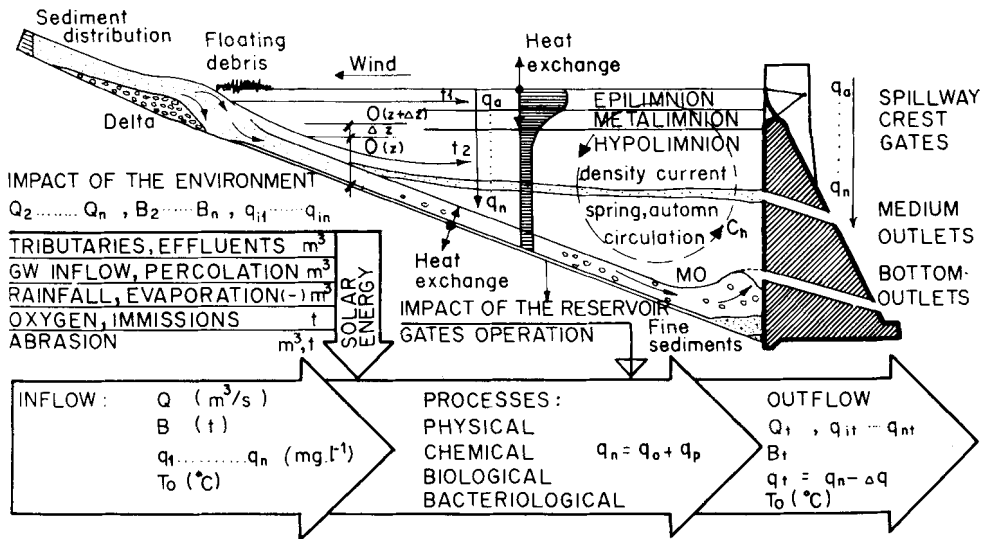 Sediment
distribution
Floating
debris
Wind
Heat
exchange
Delta
t1
qa
O(z+Δz)
Δz
O(z)
t2
qn
EPILIMNION
METALIMNION
HYPOLIMNION
density current
spring, automn
circulation
Ch
MO
qa
qn
SPILLWAY
CREST
GATES
MEDIUM
OUTLETS
BOTTOM-
OUTLETS
Heat
exchange
Fine
sediments
IMPACT OF THE ENVIRONMENT
Q2........Qn , B2......Bn , qi1......qin
TRIBUTARIES, EFFLUENTS m³
GW INFLOW, PERCOLATION m³
RAINFALL, EVAPORATION(-) m³
OXYGEN, IMMISSIONS t
ABRASION m³, t
SOLAR
ENERGY
IMPACT OF THE RESERVOIR
GATES OPERATION
INFLOW :
Q (m³/s)
B (t)
q1..........qn (mg.l⁻¹)
To (°C)
PROCESSES:
PHYSICAL
CHEMICAL qn = qo + qp
BIOLOGICAL
BACTERIOLOGICAL
OUTFLOW
Qt , qit ... qnt
Bt
qt = qn - Δq
To (°C)